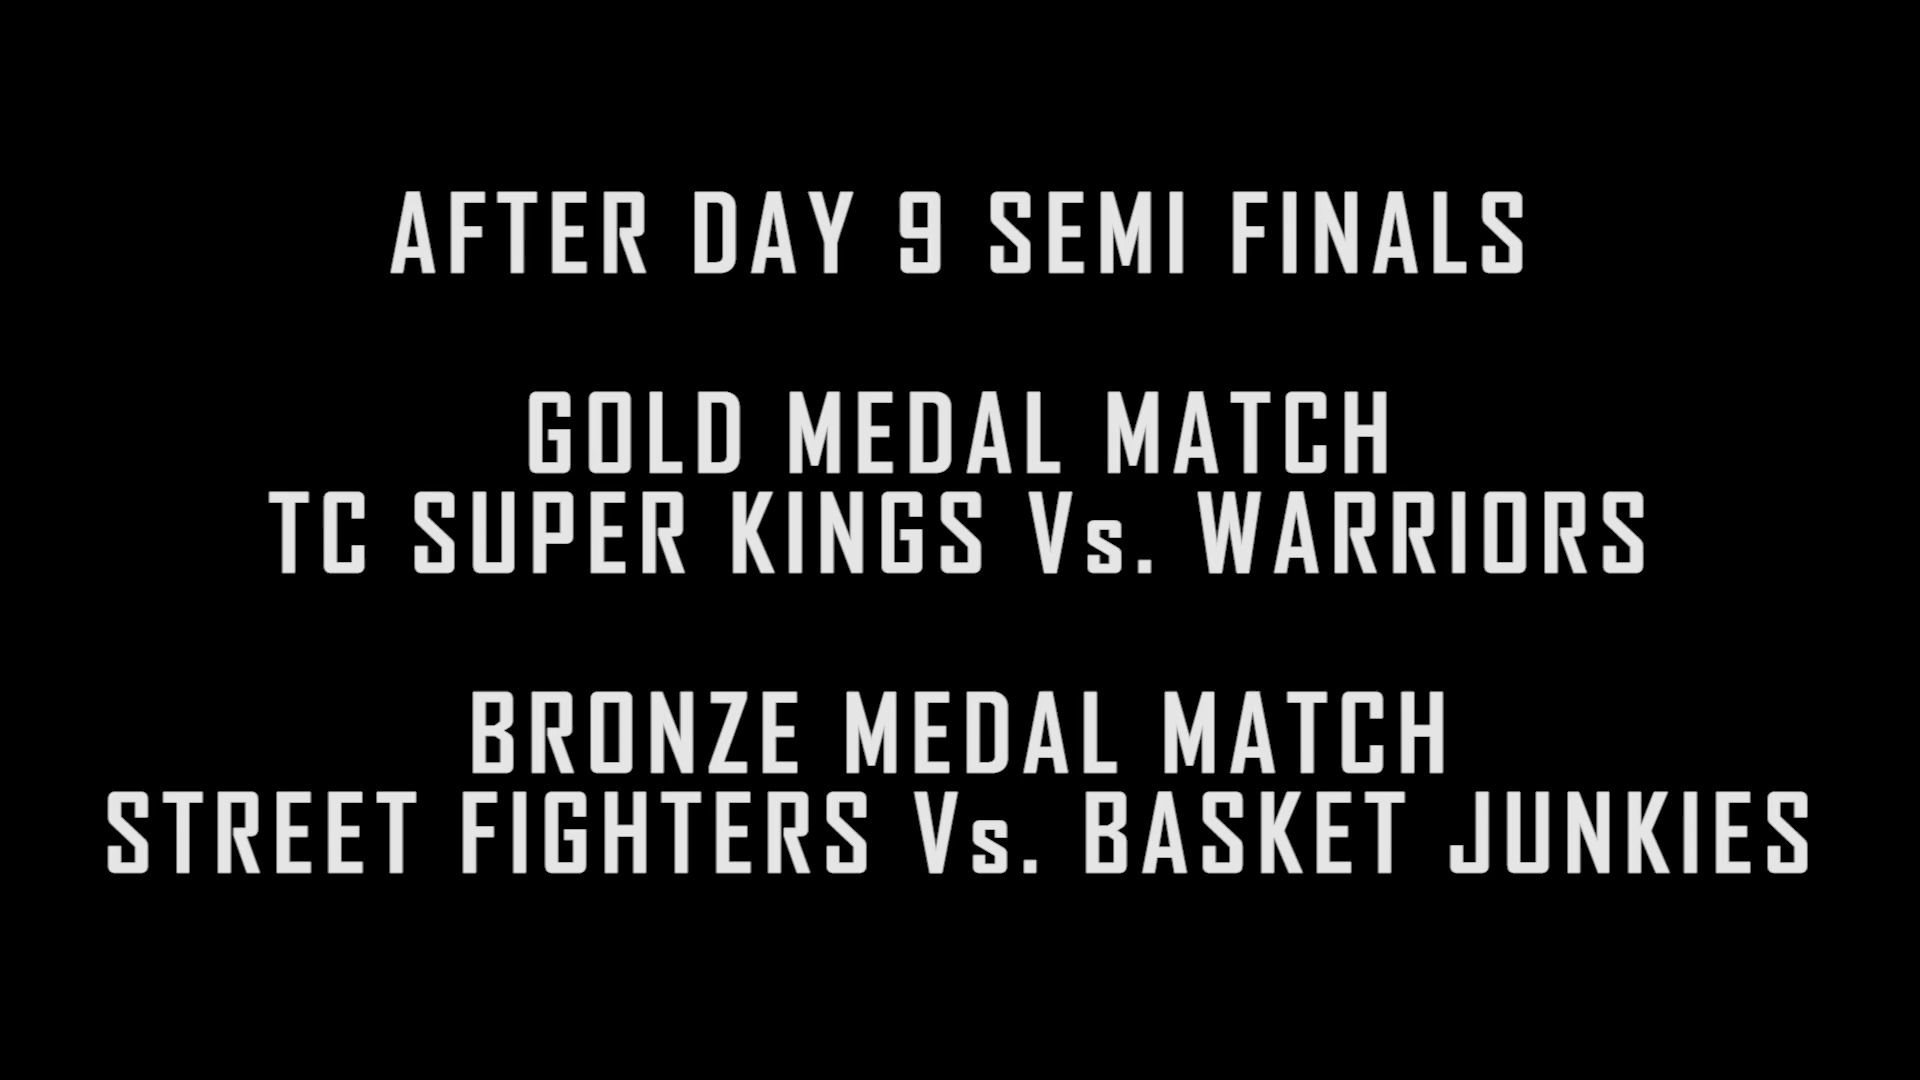 AFTER DAY 9 SEMI FINALS
GOLD MEDAL MATCH
TC SUPER KINGS Vs. WARRIORS
BRONZE MEDAL MATCH
STREET FIGHTERS Vs. BASKET JUNKIES